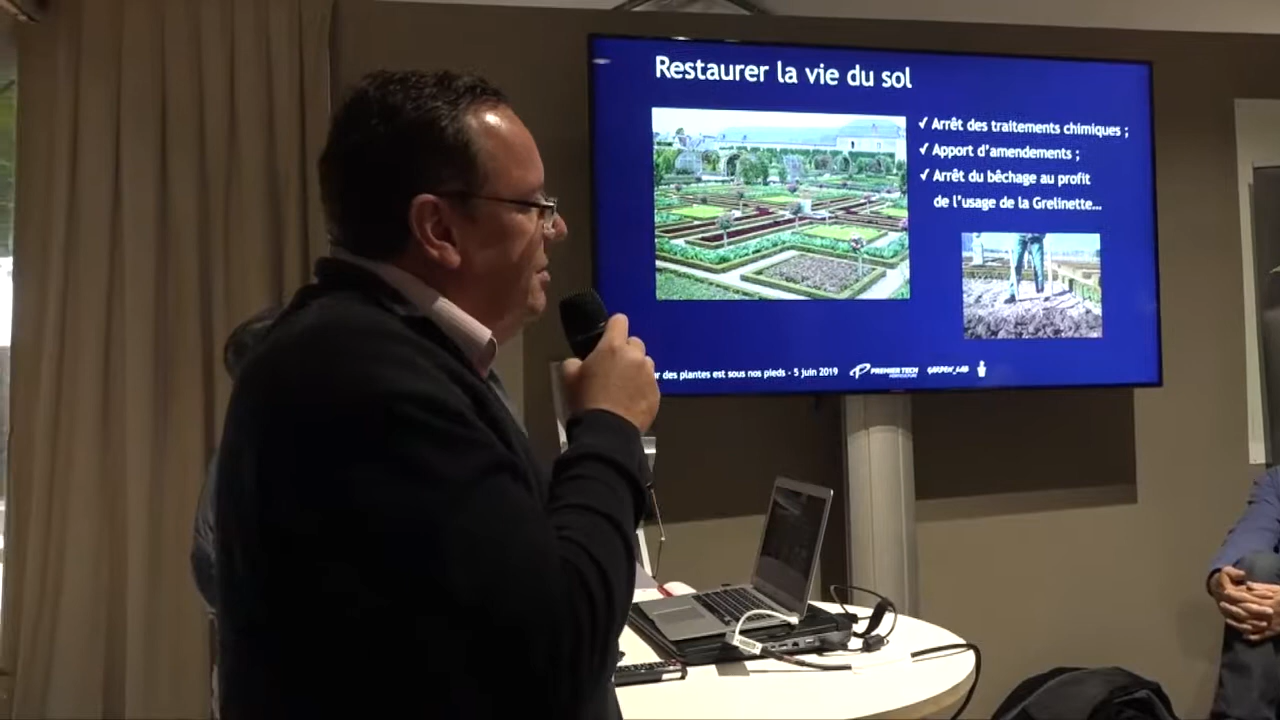 Restaurer la vie du sol
✓ Arrêt des traitements chimiques ;
✓ Apport d'amendements ;
✓ Arrêt du bêchage au profit
de l'usage de la Grelinette...
des plantes est sous nos pieds - 5 juin 2019
PREMIER TECH
HORTICULTURE
GARDEN_LAB